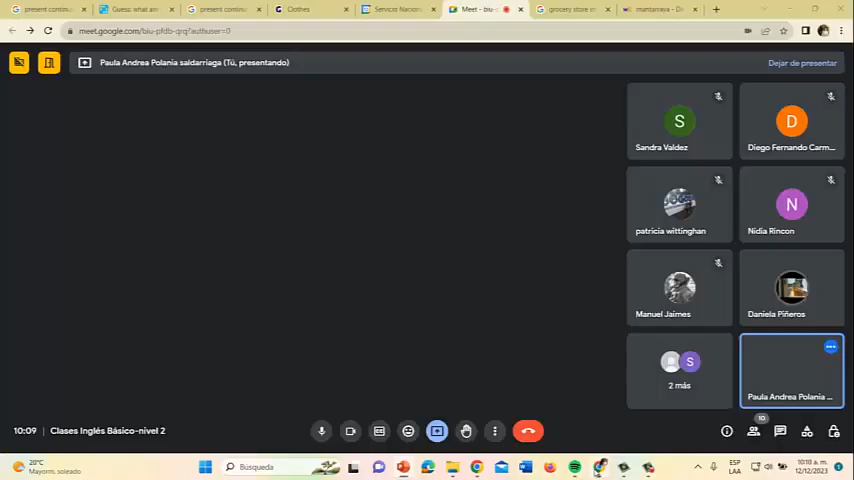 present continu
Guess: what am
present continu
Clothes
Servicio Nacion
Meet - biu-
grocery store e
mantarraya - D
meet.google.com/biu-pfdb-qrq?authuser=0
Paula Andrea Polania saldarriaga (Tú, presentando)
Dejar de presentar
S
D
Sandra Valdez
Diego Fernando Carm...
N
patricia wittinghan
Nidia Rincon
Manuel Jaimes
Daniela Piñeros
S
2 más
Paula Andrea Polania ...
10:09
Clases Inglés Básico-nivel 2
10
20°C
Mayorm. soleado
Búsqueda
ESP
LAA
10:10 a. m.
12/12/2023